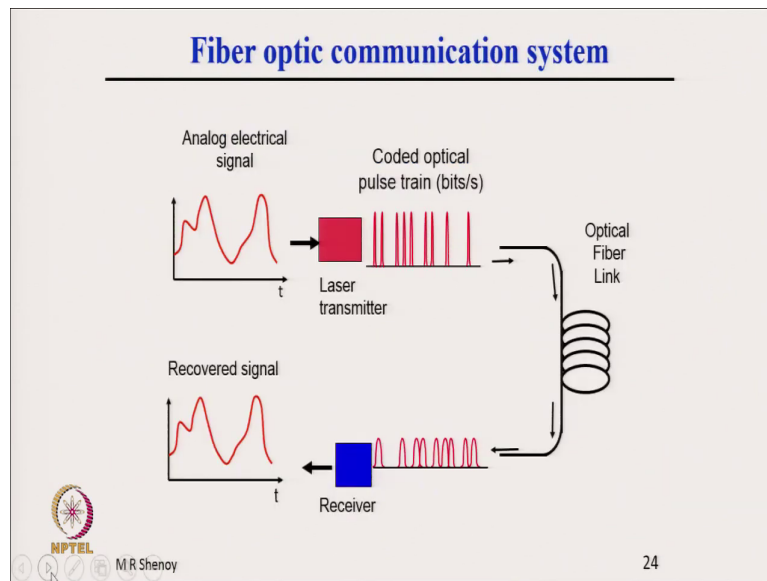 Fiber optic communication system
Analog electrical
signal
Coded optical
pulse train (bits/s)
Optical
Fiber
Link
t
Laser
transmitter
Recovered signal
t
Receiver
NPTEL
M R Shenoy
24